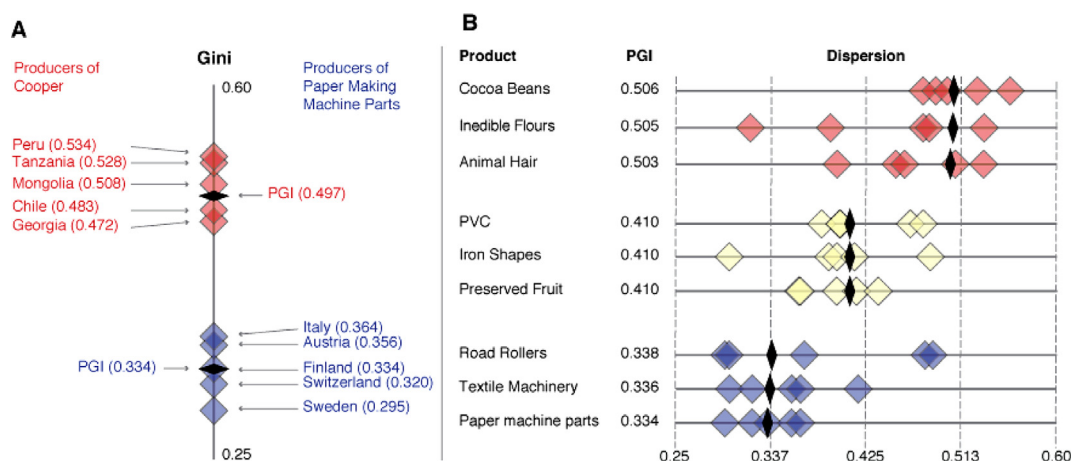 A
Gini
Producers of
Cooper
Producers of
Paper Making
Machine Parts
0.60
Peru (0.534)
Tanzania (0.528)
Mongolia (0.508)
PGI (0.497)
Chile (0.483)
Georgia (0.472)
Italy (0.364)
Austria (0.356)
PGI (0.334)
Finland (0.334)
Switzerland (0.320)
Sweden (0.295)
0.25
B
Product PGI Dispersion
Cocoa Beans 0.506
Inedible Flours 0.505
Animal Hair 0.503
PVC 0.410
Iron Shapes 0.410
Preserved Fruit 0.410
Road Rollers 0.338
Textile Machinery 0.336
Paper machine parts 0.334
0.25 0.337 0.425 0.513 0.60